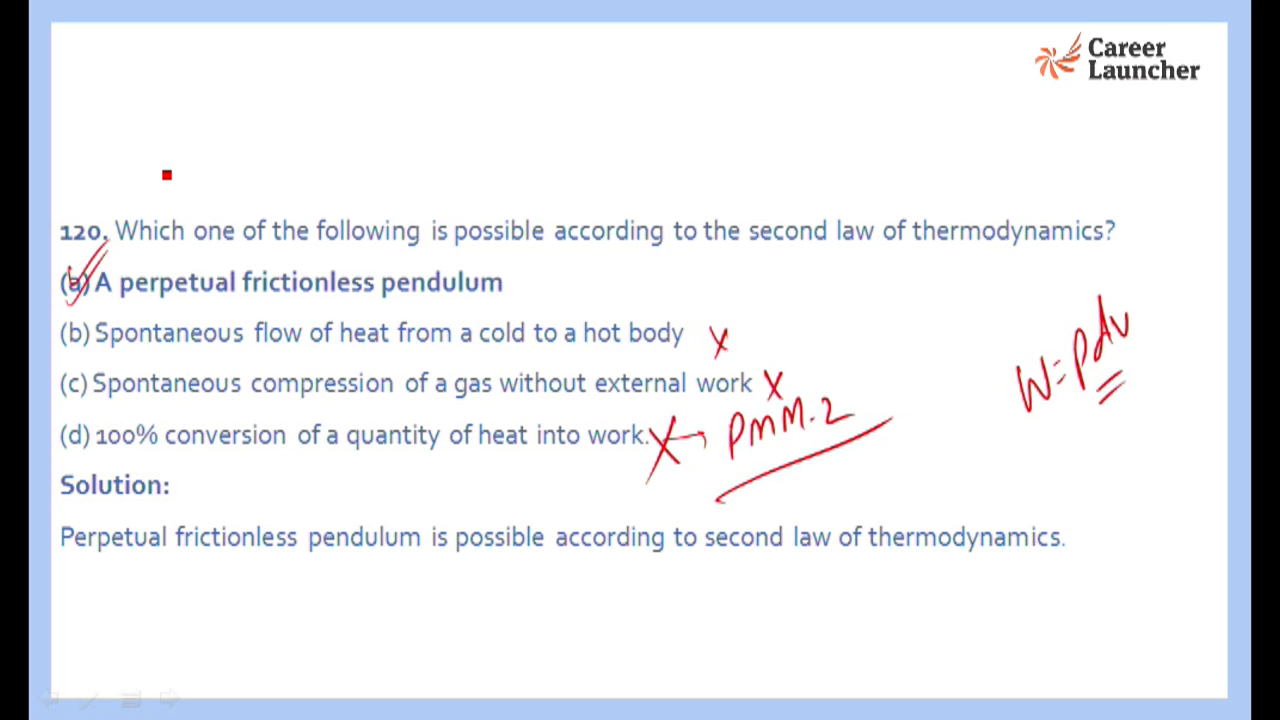 Career
Launcher
120. Which one of the following is possible according to the second law of thermodynamics?
(a) A perpetual frictionless pendulum
(b) Spontaneous flow of heat from a cold to a hot body X
(c) Spontaneous compression of a gas without external work X
W = pdv
(d) 100% conversion of a quantity of heat into work. X → PMM-2
Solution:
Perpetual frictionless pendulum is possible according to second law of thermodynamics.